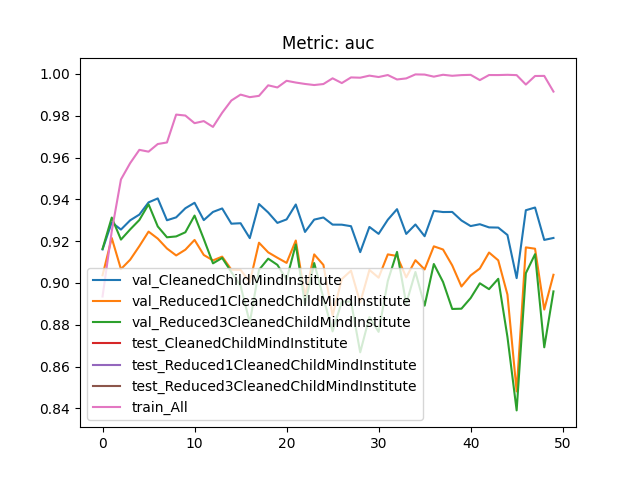 Metric: auc
1.00
0.98
0.96
0.94
0.92
0.90
0.88
0.86
0.84
val_CleanedChildMindInstitute
val_Reduced1CleanedChildMindInstitute
val_Reduced3CleanedChildMindInstitute
test_CleanedChildMindInstitute
test_Reduced1CleanedChildMindInstitute
test_Reduced3CleanedChildMindInstitute
train_All
0
10
20
30
40
50